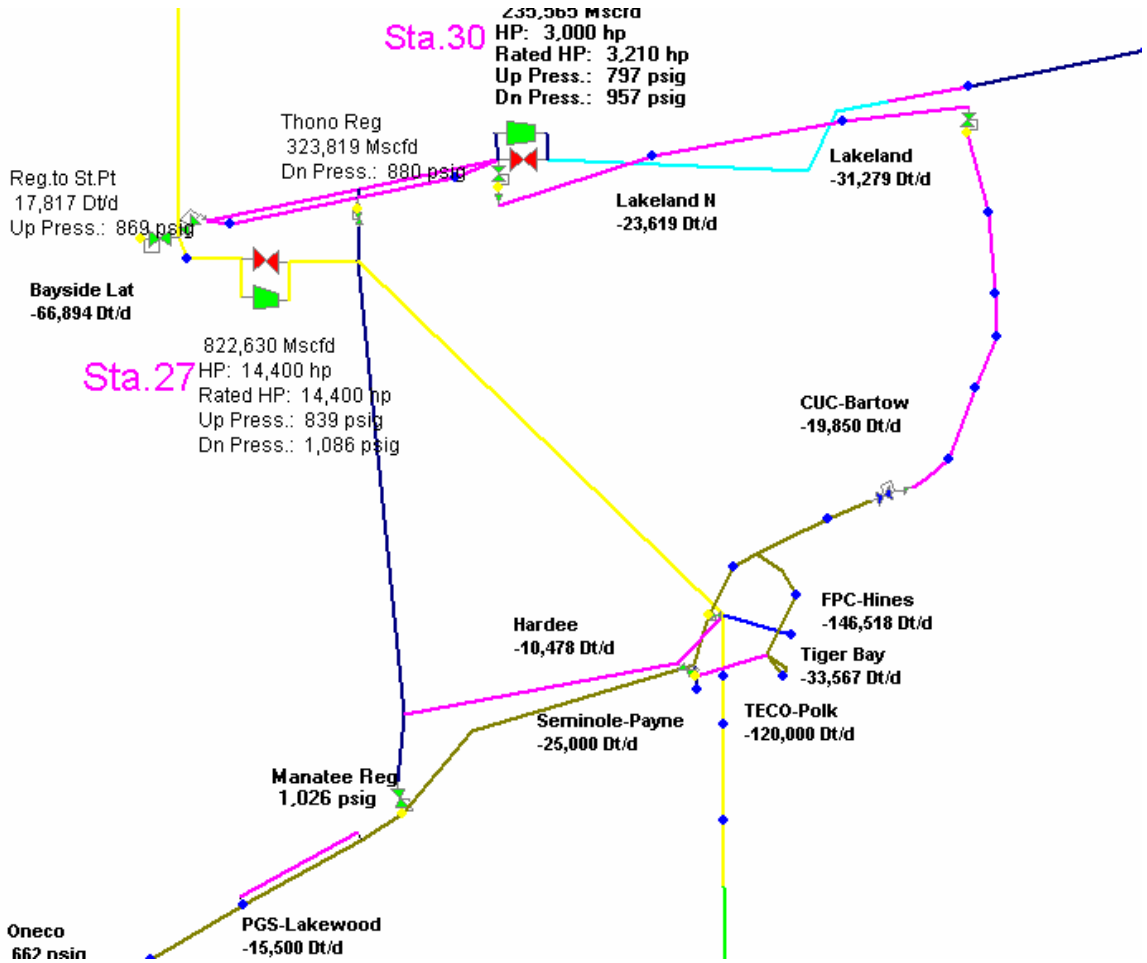 235,565 Mscfd
Sta.30
HP: 3,000 hp
Rated HP: 3,210 hp
Up Press.: 797 psig
Dn Press.: 957 psig
Thono Reg
323,819 Mscfd
Dn Press.: 880 psig
Lakeland
-31,279 Dt/d
Reg.to St.Pt
17,817 Dt/d
Up Press.: 869 psig
Lakeland N
-23,619 Dt/d
Bayside Lat
-66,894 Dt/d
822,630 Mscfd
Sta.27
HP: 14,400 hp
Rated HP: 14,400 hp
Up Press.: 839 psig
Dn Press.: 1,086 psig
CUC-Bartow
-19,850 Dt/d
FPC-Hines
-146,518 Dt/d
Hardee
-10,478 Dt/d
Tiger Bay
-33,567 Dt/d
Seminole-Payne
-25,000 Dt/d
TECO-Polk
-120,000 Dt/d
Manatee Reg
1,026 psig
PGS-Lakewood
-15,500 Dt/d
Oneco
662 psig